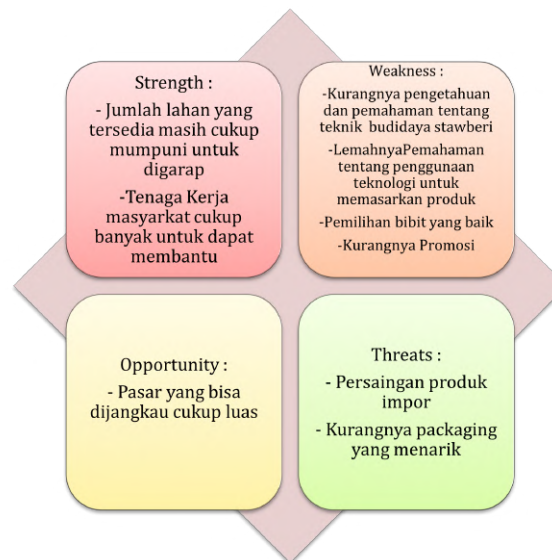 Strength :
- Jumlah lahan yang
tersedia masih cukup
mumpuni untuk
digarap
-Tenaga Kerja
masyarkat cukup
banyak untuk dapat
membantu
Weakness :
-Kurangnya pengetahuan
dan pemahaman tentang
teknik budidaya stawberi
-LemahnyaPemahaman
tentang penggunaan
teknologi untuk
memasarkan produk
-Pemilihan bibit yang baik
-Kurangnya Promosi
Opportunity :
- Pasar yang bisa
dijangkau cukup luas
Threats :
- Persaingan produk
impor
- Kurangnya packaging
yang menarik